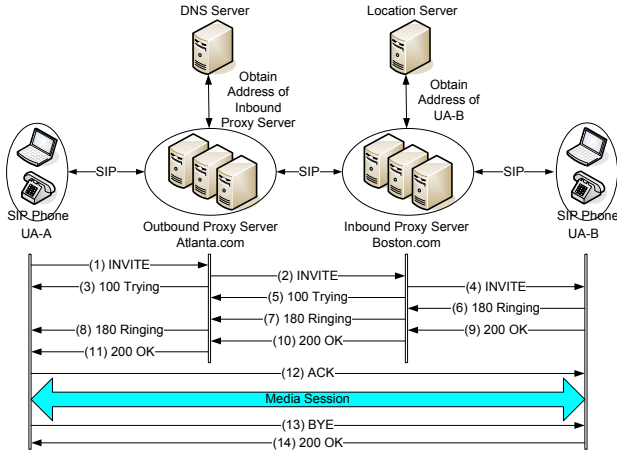 DNS Server
Location Server
Obtain
Address of
Inbound
Proxy Server
Obtain
Address of
UA-B
SIP
SIP
SIP
SIP Phone
UA-A
Outbound Proxy Server
Atlanta.com
Inbound Proxy Server
Boston.com
SIP Phone
UA-B
(1) INVITE
(2) INVITE
(3) 100 Trying
(4) INVITE
(5) 100 Trying
(6) 180 Ringing
(7) 180 Ringing
(8) 180 Ringing
(9) 200 OK
(10) 200 OK
(11) 200 OK
(12) ACK
Media Session
(13) BYE
(14) 200 OK